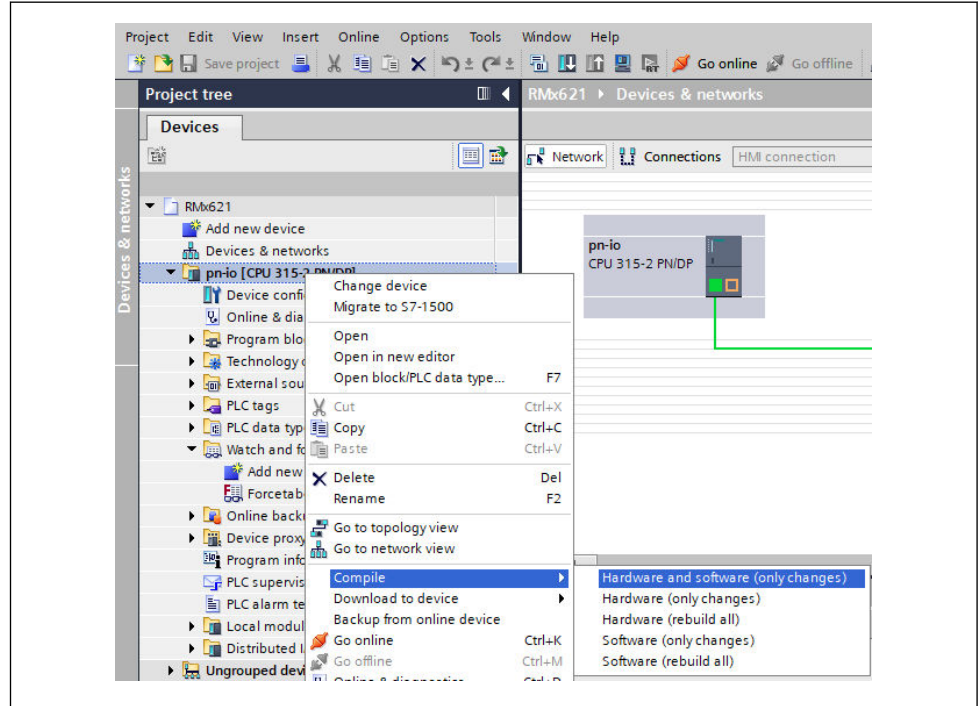 Project Edit View Insert Online Options Tools Window Help
Save project Go online Go offline
Project tree
RMx621 Devices & networks
Devices
Network Connections HMI connection
Devices & networks
RMx621
Add new device
Devices & networks
pn-io [CPU 315-2 PN/DP]
Device confi
Online & dia
Program blo
Technology o
External sou
PLC tags
PLC data typ
Watch and fo
Add new
Forcetab
Online backu
Device proxy
Program info
PLC supervis
PLC alarm te
Local modul
Distributed I
Ungrouped devi
pn-io
CPU 315-2 PN/DP
Change device
Migrate to S7-1500
Open
Open in new editor
Open block/PLC data type... F7
Cut Ctrl+X
Copy Ctrl+C
Paste Ctrl+V
Delete Del
Rename F2
Go to topology view
Go to network view
Compile
Download to device
Backup from online device
Go online Ctrl+K
Go offline Ctrl+M
Online & diagnostics Ctrl+D
Hardware and software (only changes)
Hardware (only changes)
Hardware (rebuild all)
Software (only changes)
Software (rebuild all)